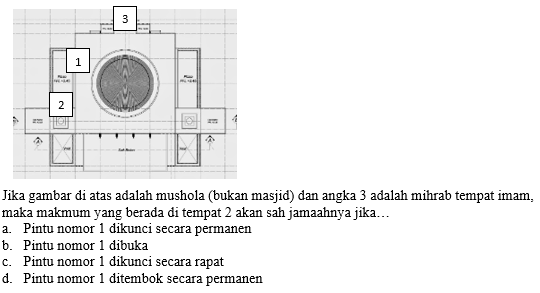 3
1
2
Jika gambar di atas adalah mushola (bukan masjid) dan angka 3 adalah mihrab tempat imam,
maka makmum yang berada di tempat 2 akan sah jamaahnya jika…
a. Pintu nomor 1 dikunci secara permanen
b. Pintu nomor 1 dibuka
c. Pintu nomor 1 dikunci secara rapat
d. Pintu nomor 1 ditembok secara permanen